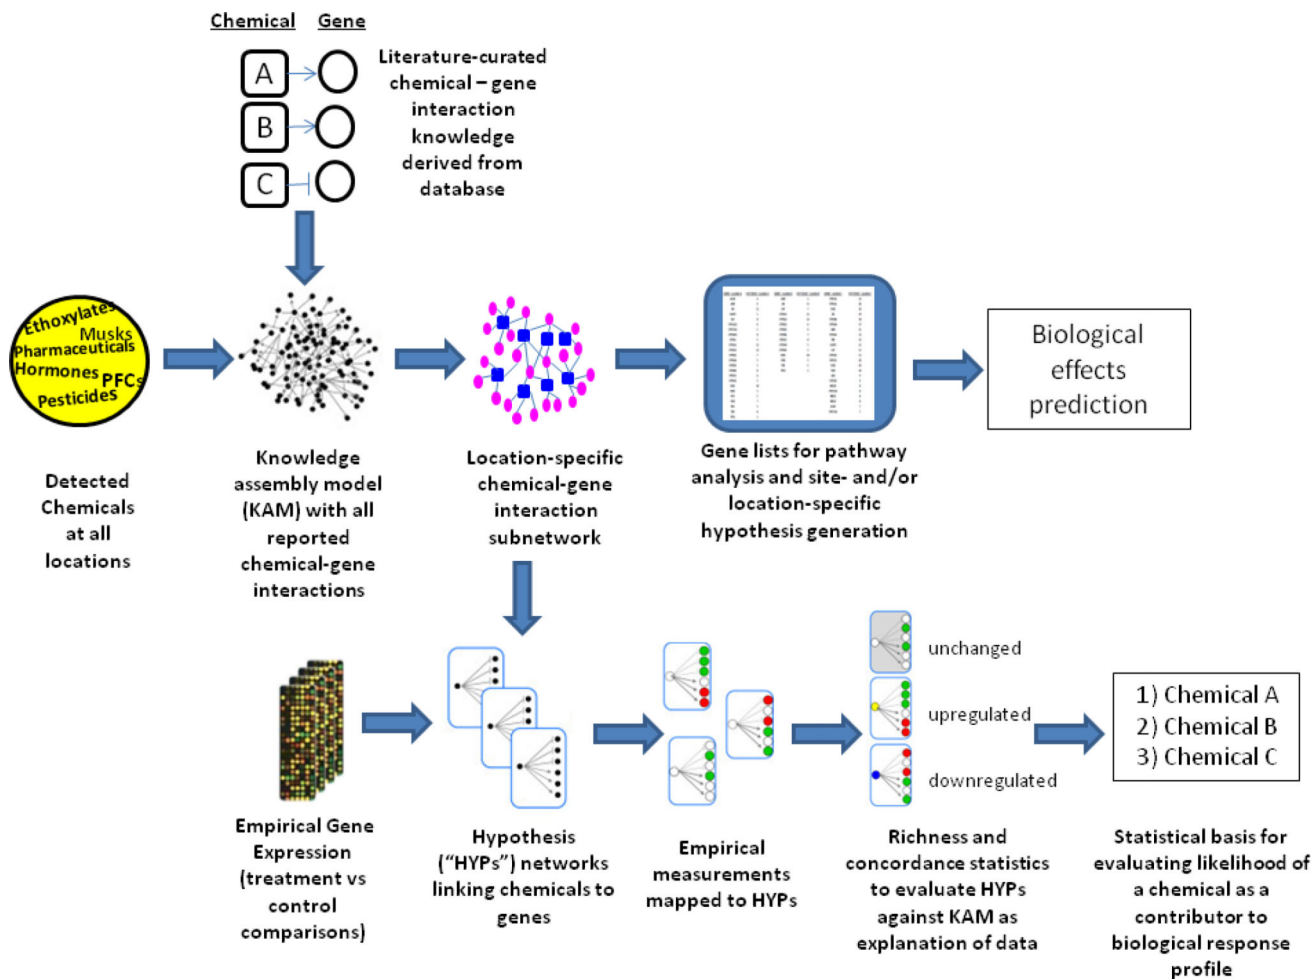 Chemical Gene
A
B
C
Literature-curated
chemical – gene
interaction
knowledge
derived from
database
Ethoxylates
Musks
Pharmaceuticals
Hormones
PFCs
Pesticides
Biological
effects
prediction
Detected
Chemicals
at all
locations
Knowledge
assembly model
(KAM) with all
reported
chemical-gene
interactions
Location-specific
chemical-gene
interaction
subnetwork
Gene lists for pathway
analysis and site- and/or
location-specific
hypothesis generation
unchanged
upregulated
downregulated
1) Chemical A
2) Chemical B
3) Chemical C
Empirical Gene
Expression
(treatment vs
control
comparisons)
Hypothesis
(“HYPs”) networks
linking chemicals to
genes
Empirical
measurements
mapped to HYPs
Richness and
concordance statistics
to evaluate HYPs
against KAM as
explanation of data
Statistical basis for
evaluating likelihood of
a chemical as a
contributor to
biological response
profile